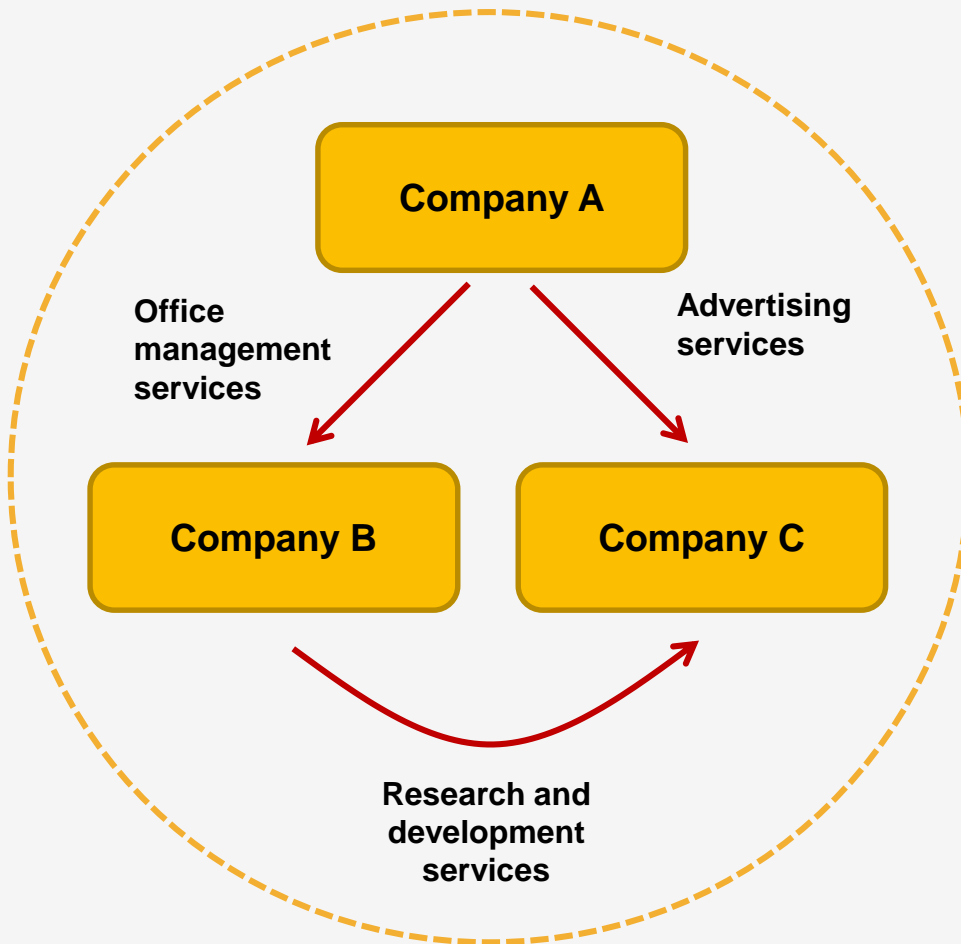 Company A
Office
management
services
Advertising
services
Company B
Company C
Research and
development
services